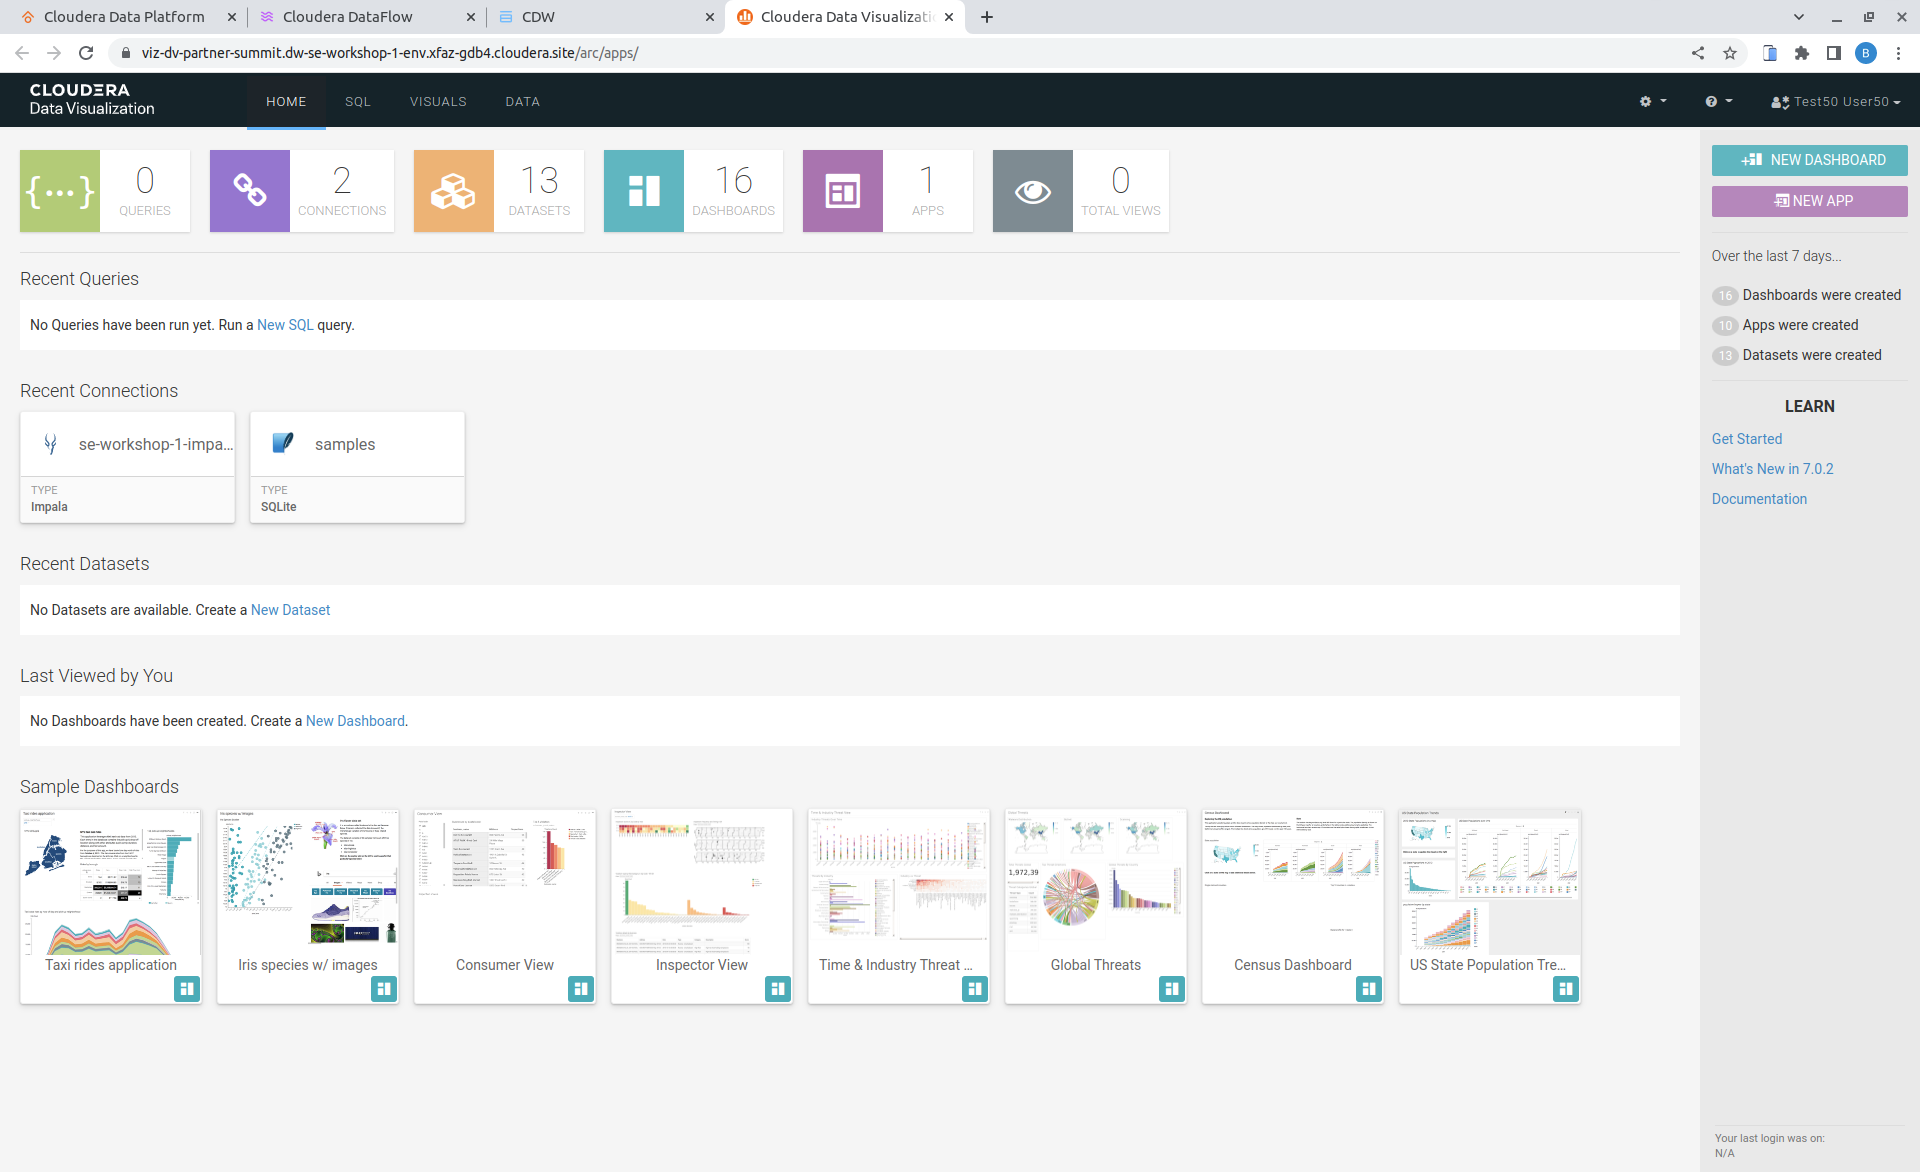 Cloudera Data Platform
Cloudera DataFlow
CDW
Cloudera Data Visualizati
viz-dv-partner-summit.dw-se-workshop-1-env.xfaz-gdb4.cloudera.site/arc/apps/
B
CLOUDERA
Data Visualization
HOME
SQL
VISUALS
DATA
Test50 User50
{...}
0
QUERIES
2
CONNECTIONS
13
DATASETS
16
DASHBOARDS
1
APPS
0
TOTAL VIEWS
NEW DASHBOARD
NEW APP
Over the last 7 days...
16 Dashboards were created
10 Apps were created
13 Datasets were created
LEARN
Get Started
What's New in 7.0.2
Documentation
Recent Queries
No Queries have been run yet. Run a New SQL query.
Recent Connections
se-workshop-1-impa...
TYPE
Impala
samples
TYPE
SQLite
Recent Datasets
No Datasets are available. Create a New Dataset
Last Viewed by You
No Dashboards have been created. Create a New Dashboard.
Sample Dashboards
1,972.39
Taxi rides application
Iris species w/ images
Consumer View
Inspector View
Time & Industry Threat ...
Global Threats
Census Dashboard
US State Population Tre...
Your last login was on:
N/A